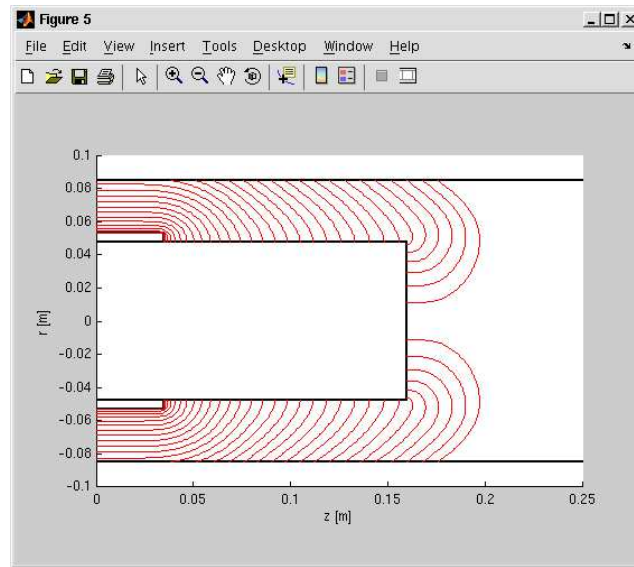 Figure 5
File Edit View Insert Tools Desktop Window Help
0.1
0.08
0.06
0.04
0.02
0
-0.02
-0.04
-0.06
-0.08
-0.1
r [m]
0 0.05 0.1 0.15 0.2 0.25
z [m]